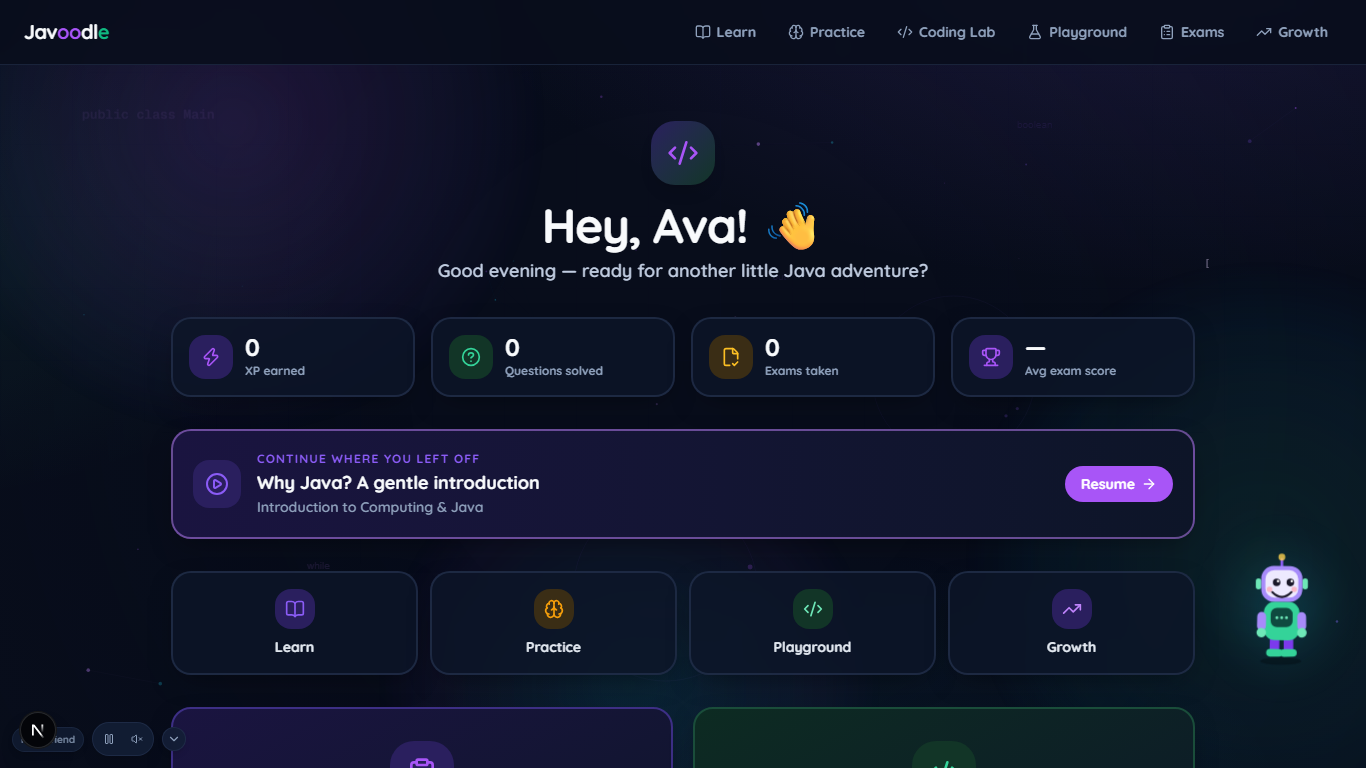 Javoodle
Learn
Practice
Coding Lab
Playground
Exams
Growth
public class Main
</>
Hey, Ava! 👋
Good evening — ready for another little Java adventure?
[
0
XP earned
0
Questions solved
0
Exams taken
—
Avg exam score
CONTINUE WHERE YOU LEFT OFF
Why Java? A gentle introduction
Introduction to Computing & Java
Resume →
while
Learn
Practice
Playground
Growth
N
iend